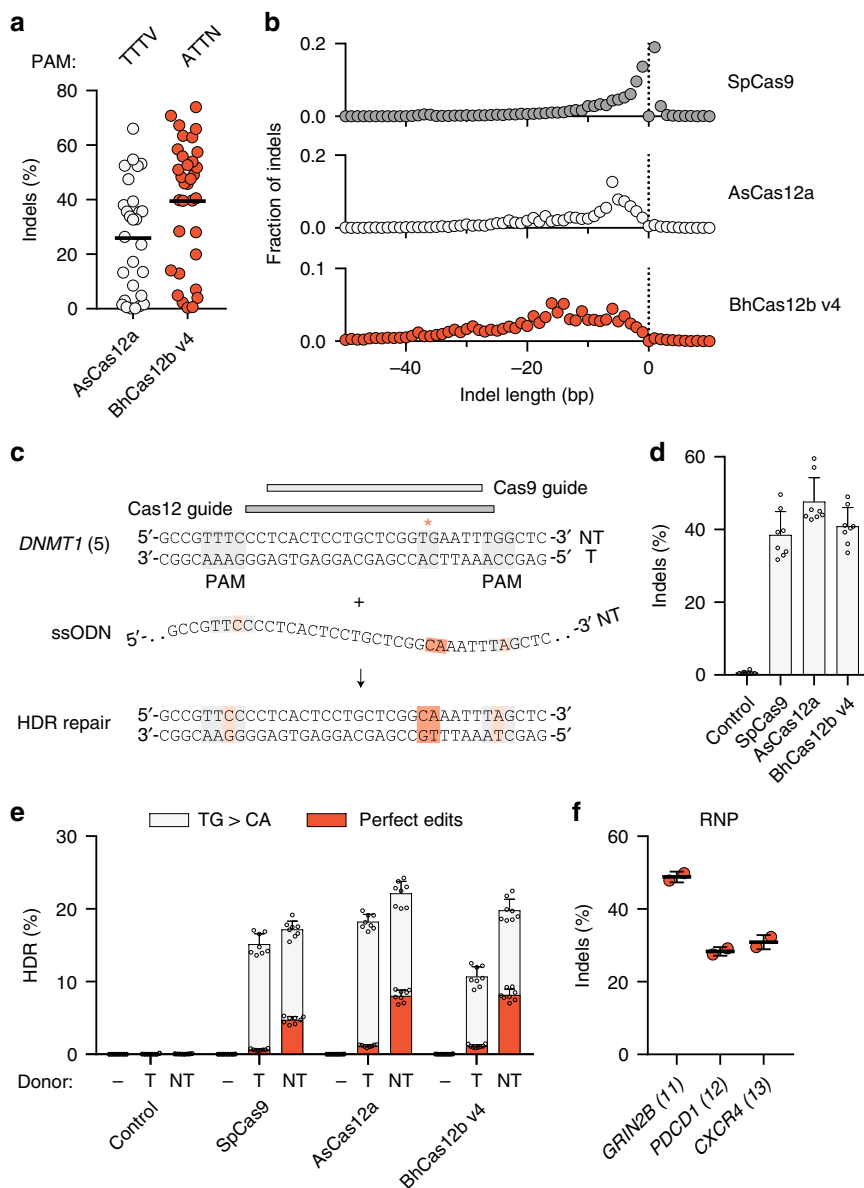 a
PAM:
TTTV
ATTN
Indels (%)
80
60
40
20
0
AsCas12a
BhCas12b v4
b
Fraction of indels
0.2
0.0
SpCas9
0.2
0.0
AsCas12a
0.1
0.0
BhCas12b v4
−40
−20
0
Indel length (bp)
c
Cas9 guide
Cas12 guide
*
DNMT1 (5)
5′-GCCGTTTCCCTCACTCCTGCTCGGTGAATTTGGCTC-3′ NT
3′-CGGCAAAGGGAGTGAGGACGAGCCACTTAAACCGAG-5′ T
PAM
PAM
+
ssODN
5′-··GCCGTTCCCCTCACTCCTGCTCGGCAAATTTAGCTC··-3′ NT
HDR repair
5′-GCCGTTCCCCTCACTCCTGCTCGGCAAATTTAGCTC-3′
3′-CGGCAAGGGGAGTGAGGACGAGCCGTTTAAATCGAG-5′
d
Indels (%)
60
40
20
0
Control
SpCas9
AsCas12a
BhCas12b v4
e
TG > CA
Perfect edits
HDR (%)
30
20
10
0
Donor:
– T NT
– T NT
– T NT
– T NT
Control
SpCas9
AsCas12a
BhCas12b v4
f
RNP
Indels (%)
60
40
20
0
GRIN2B (11)
PDCD1 (12)
CXCR4 (13)